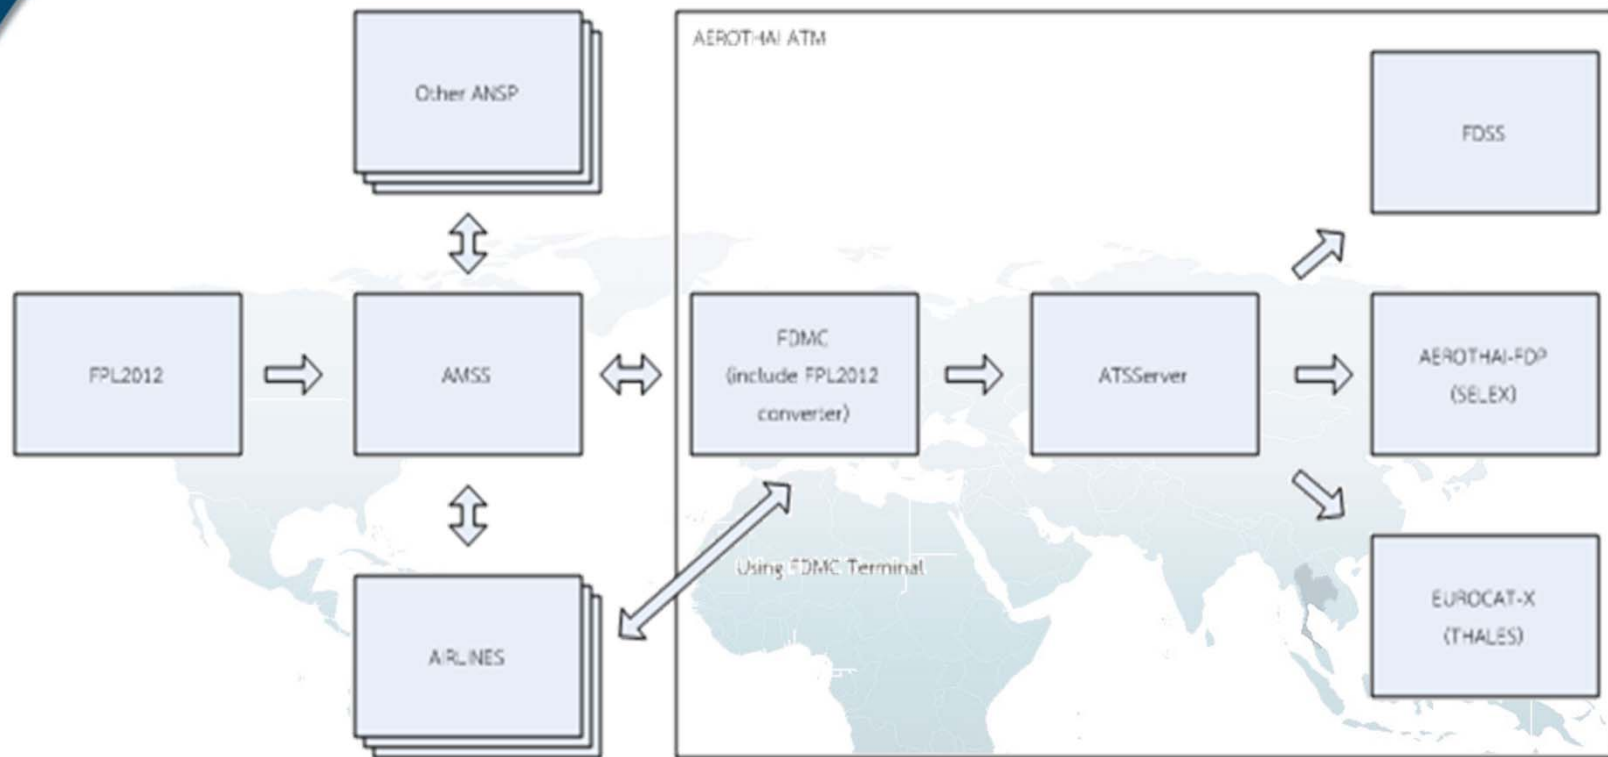 AEROTHAI ATM
Other ANSP
FDSS
FPL2012
AMSS
FDMC
(include FPL2012
converter)
ATSServer
AEROTHAI-FDP
(SELEX)
Using FDMC Terminal
AIRLINES
EUROCAT-X
(THALES)